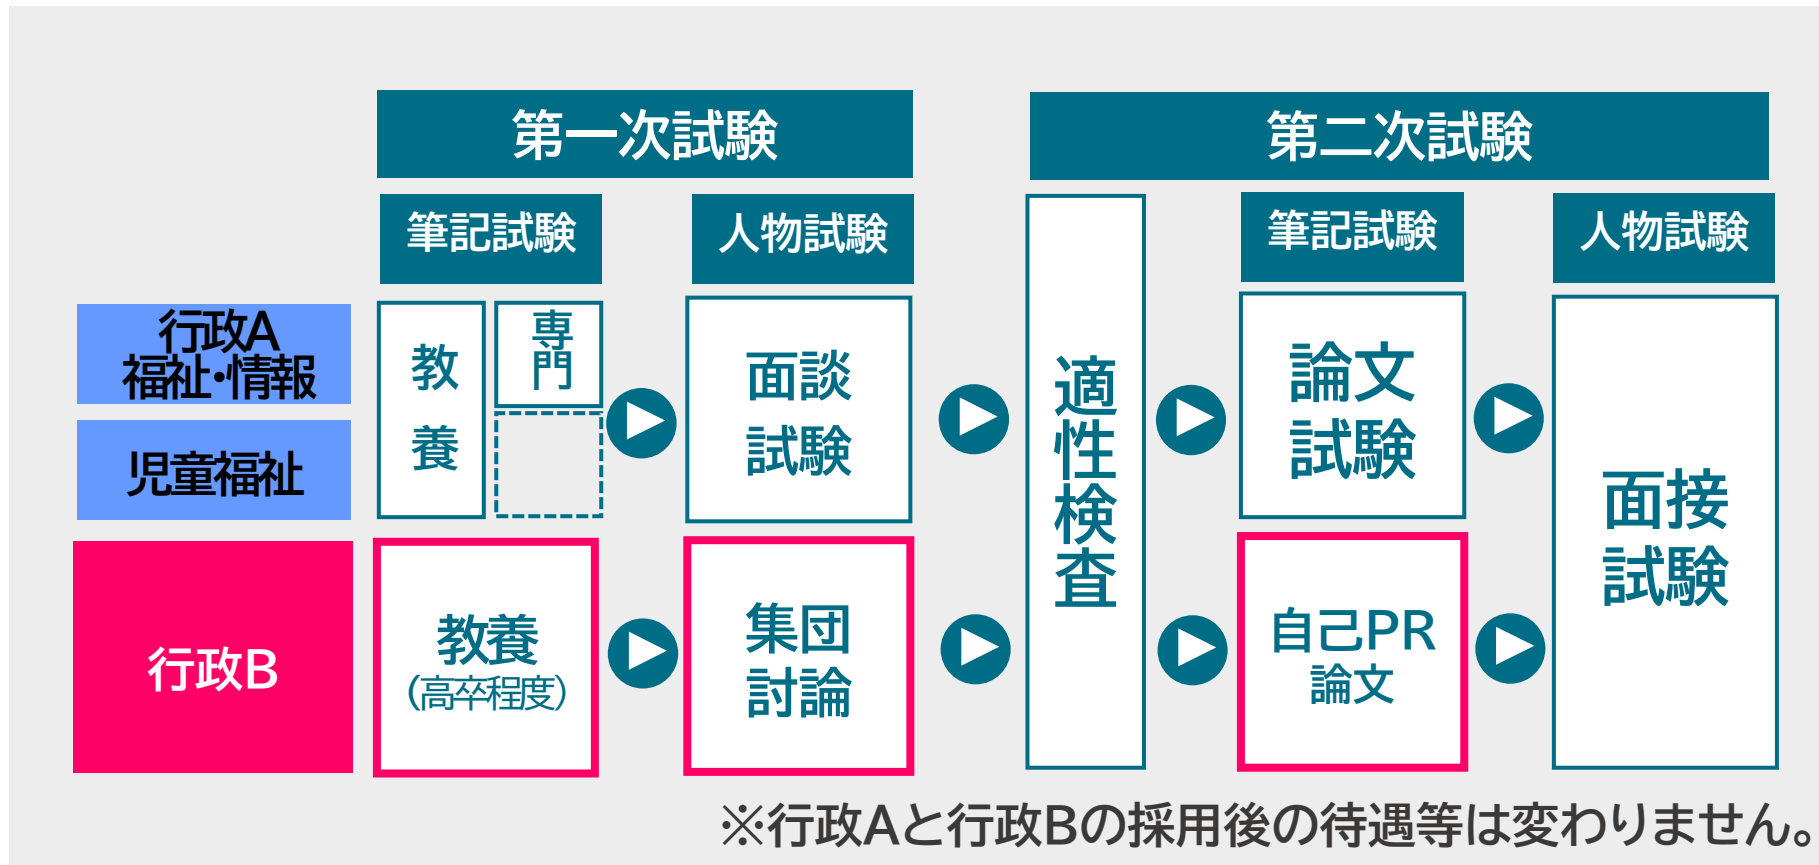 第一次試験
第二次試験
筆記試験
人物試験
筆記試験
人物試験
行政A
福祉・情報
児童福祉
教
養
専
門
面談
試験
適性検査
論文
試験
面接
試験
行政B
教養
（高卒程度）
集団
討論
自己PR
論文
※行政Aと行政Bの採用後の待遇等は変わりません。